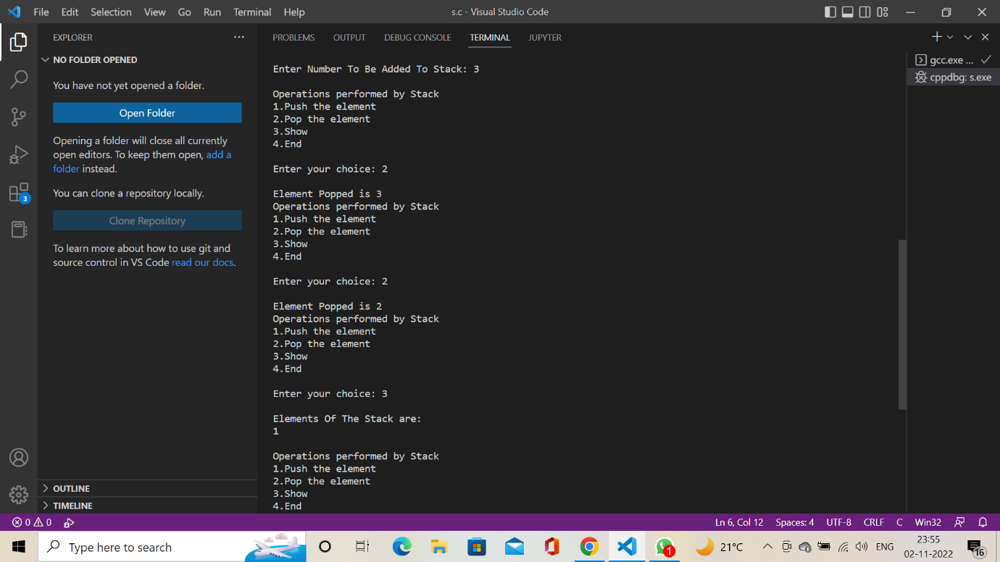 File Edit Selection View Go Run Terminal Help
s.c - Visual Studio Code
EXPLORER
NO FOLDER OPENED
You have not yet opened a folder.
Open Folder
Opening a folder will close all currently
open editors. To keep them open, add a
folder instead.
You can clone a repository locally.
Clone Repository
To learn more about how to use git and
source control in VS Code read our docs.
OUTLINE
TIMELINE
3
PROBLEMS OUTPUT DEBUG CONSOLE TERMINAL JUPYTER
Enter Number To Be Added To Stack: 3
Operations performed by Stack
1.Push the element
2.Pop the element
3.Show
4.End
Enter your choice: 2
Element Popped is 3
Operations performed by Stack
1.Push the element
2.Pop the element
3.Show
4.End
Enter your choice: 2
Element Popped is 2
Operations performed by Stack
1.Push the element
2.Pop the element
3.Show
4.End
Enter your choice: 3
Elements Of The Stack are:
1
Operations performed by Stack
1.Push the element
2.Pop the element
3.Show
4.End
gcc.exe ...
cppdbg: s.exe
0 0
Ln 6, Col 12 Spaces: 4 UTF-8 CRLF C Win32
Type here to search
1
21°C
ENG
23:55
02-11-2022
16